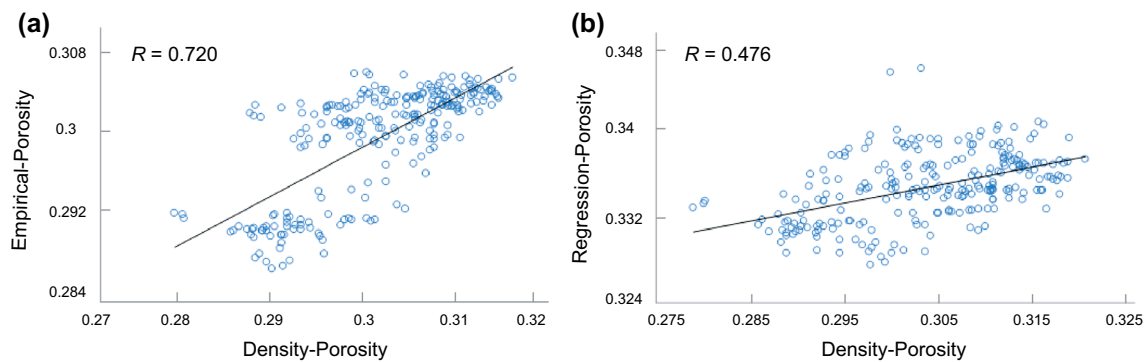 (a)
R = 0.720
Empirical-Porosity
0.308
0.3
0.292
0.284
0.27 0.28 0.29 0.3 0.31 0.32
Density-Porosity
(b)
R = 0.476
Regression-Porosity
0.348
0.34
0.332
0.324
0.275 0.295 0.305 0.315 0.325
Density-Porosity